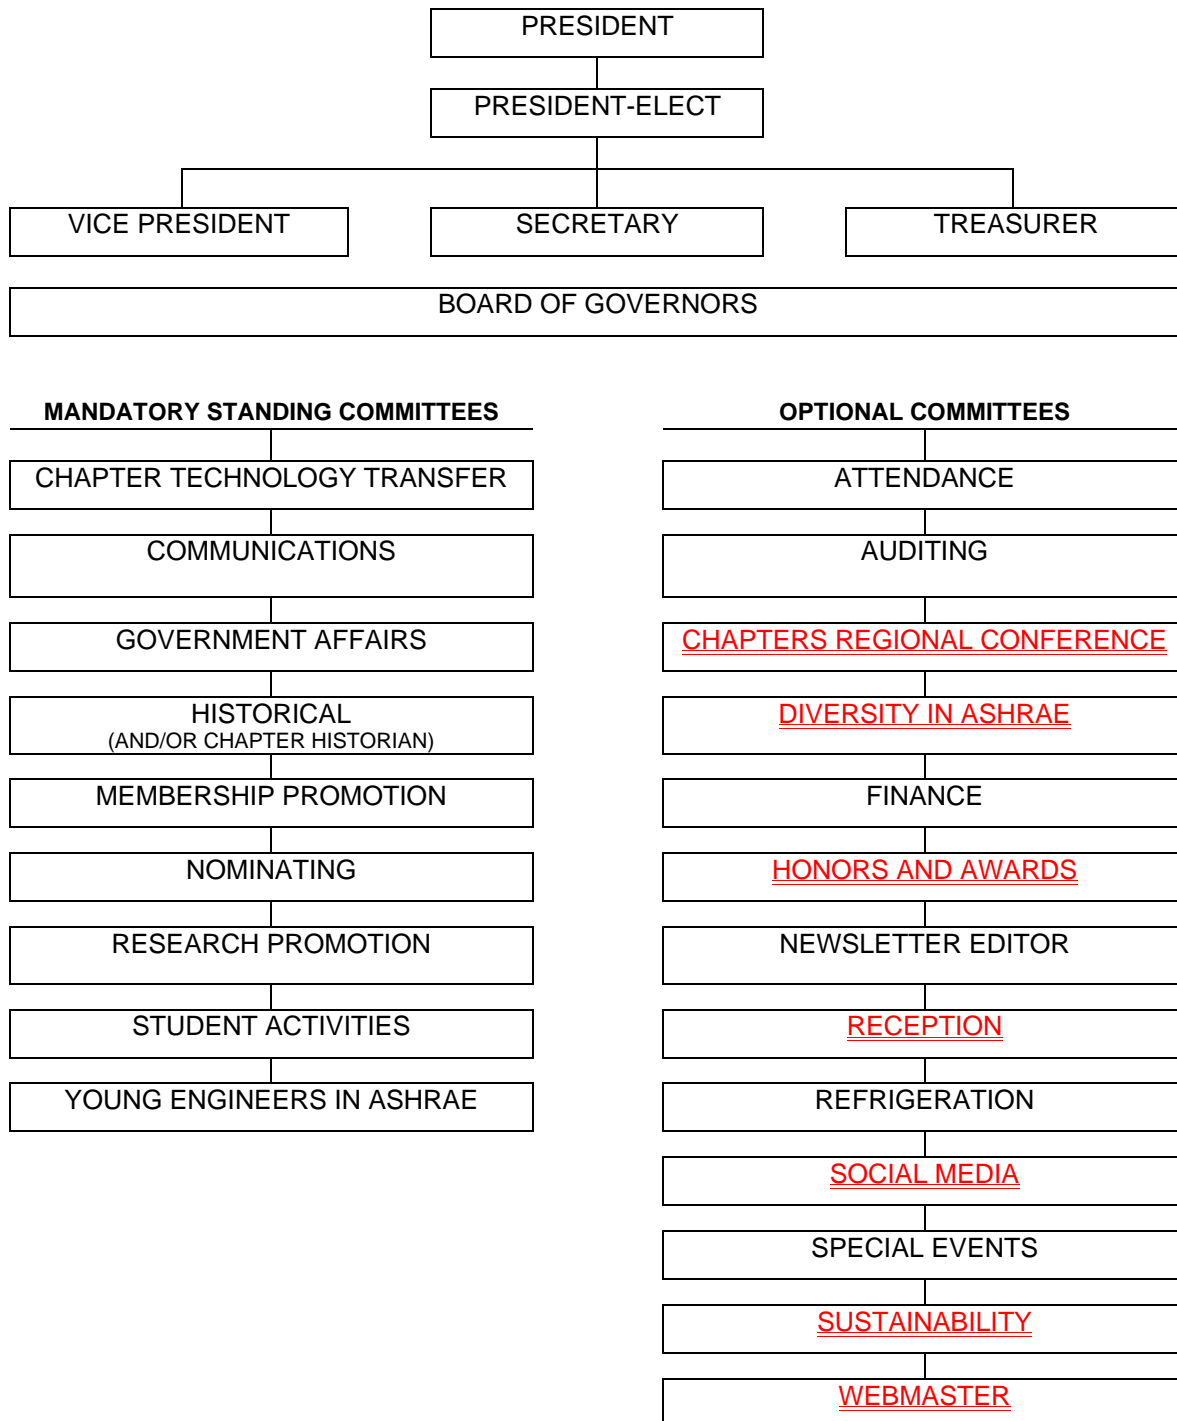 PRESIDENT
PRESIDENT-ELECT
VICE PRESIDENT
SECRETARY
TREASURER
BOARD OF GOVERNORS
MANDATORY STANDING COMMITTEES
CHAPTER TECHNOLOGY TRANSFER
COMMUNICATIONS
GOVERNMENT AFFAIRS
HISTORICAL
(AND/OR CHAPTER HISTORIAN)
MEMBERSHIP PROMOTION
NOMINATING
RESEARCH PROMOTION
STUDENT ACTIVITIES
YOUNG ENGINEERS IN ASHRAE
OPTIONAL COMMITTEES
ATTENDANCE
AUDITING
CHAPTERS REGIONAL CONFERENCE
DIVERSITY IN ASHRAE
FINANCE
HONORS AND AWARDS
NEWSLETTER EDITOR
RECEPTION
REFRIGERATION
SOCIAL MEDIA
SPECIAL EVENTS
SUSTAINABILITY
WEBMASTER